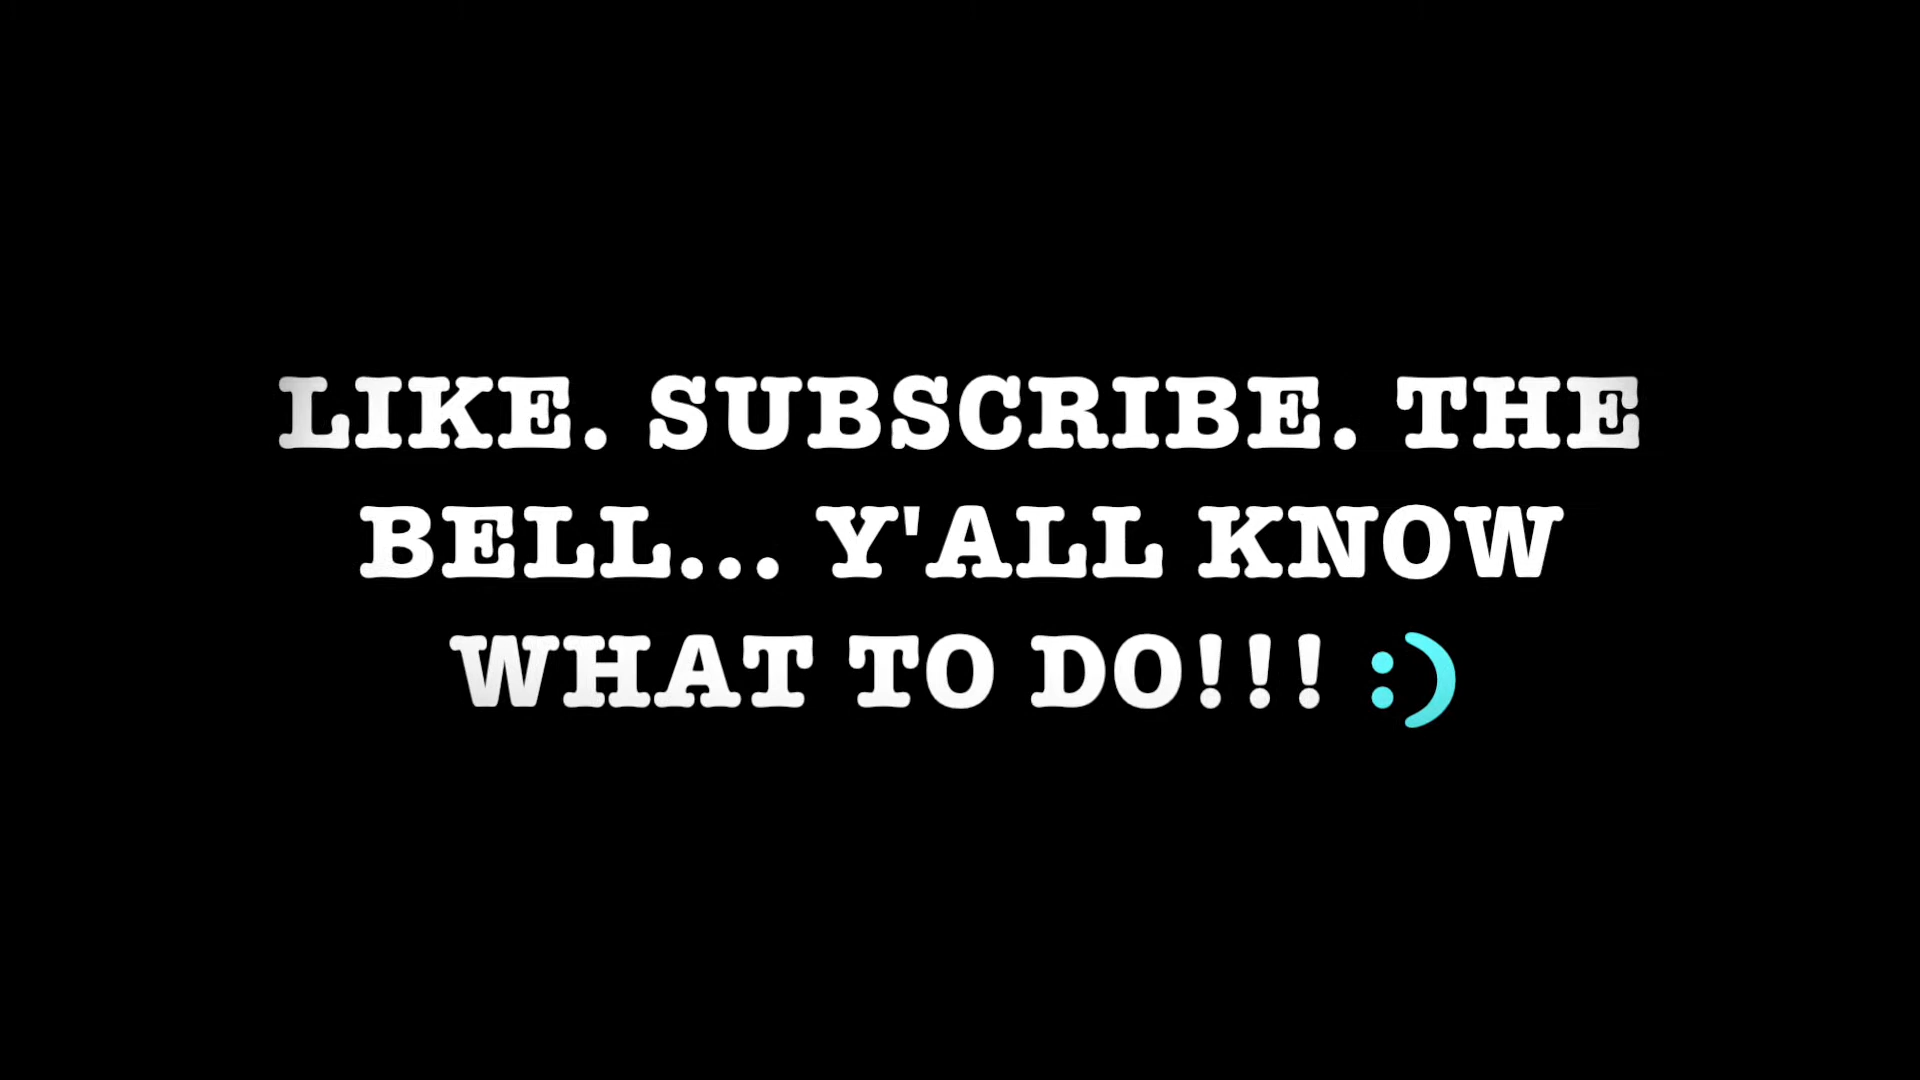 LIKE. SUBSCRIBE. THE
BELL... Y'ALL KNOW
WHAT TO DO!!! :)